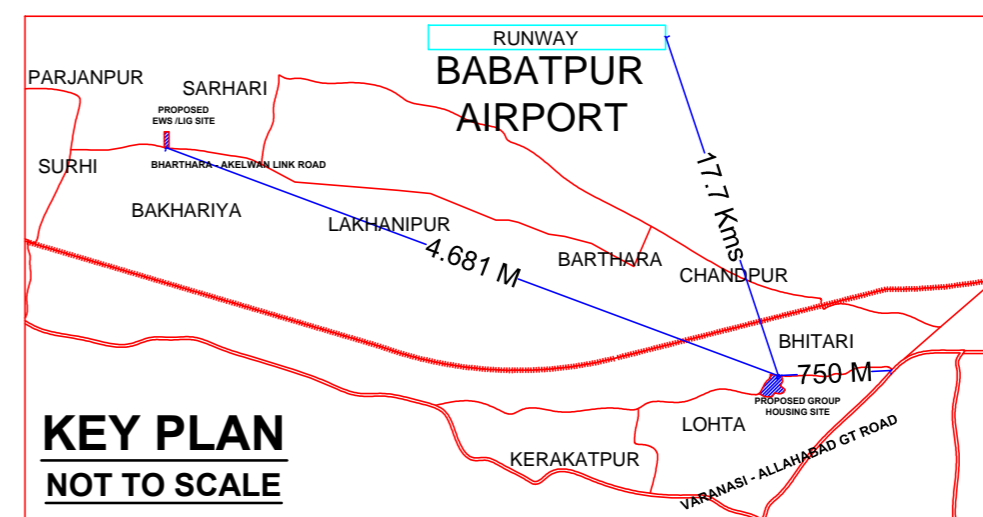 RUNWAY
BABATPUR
AIRPORT
PARJANPUR
SARHARI
PROPOSED
EWS /LIG SITE
SURHI
BHARTHARA - AKELWAN LINK ROAD
17.7 Kms
BAKHARIYA
LAKHANIPUR
4.681 M
BARTHARA
CHANDPUR
BHITARI
750 M
PROPOSED GROUP
HOUSING SITE
LOHTA
KERAKATPUR
VARANASI - ALLAHABAD GT ROAD
KEY PLAN
NOT TO SCALE